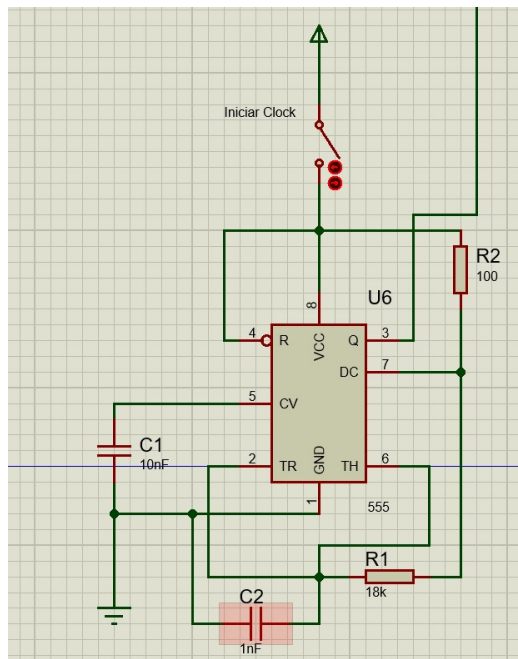 Iniciar Clock
R2
100
U6
8
VCC
4
R
Q
3
DC
7
5
CV
C1
10nF
2
TR
GND
TH
6
1
555
R1
18k
C2
1nF